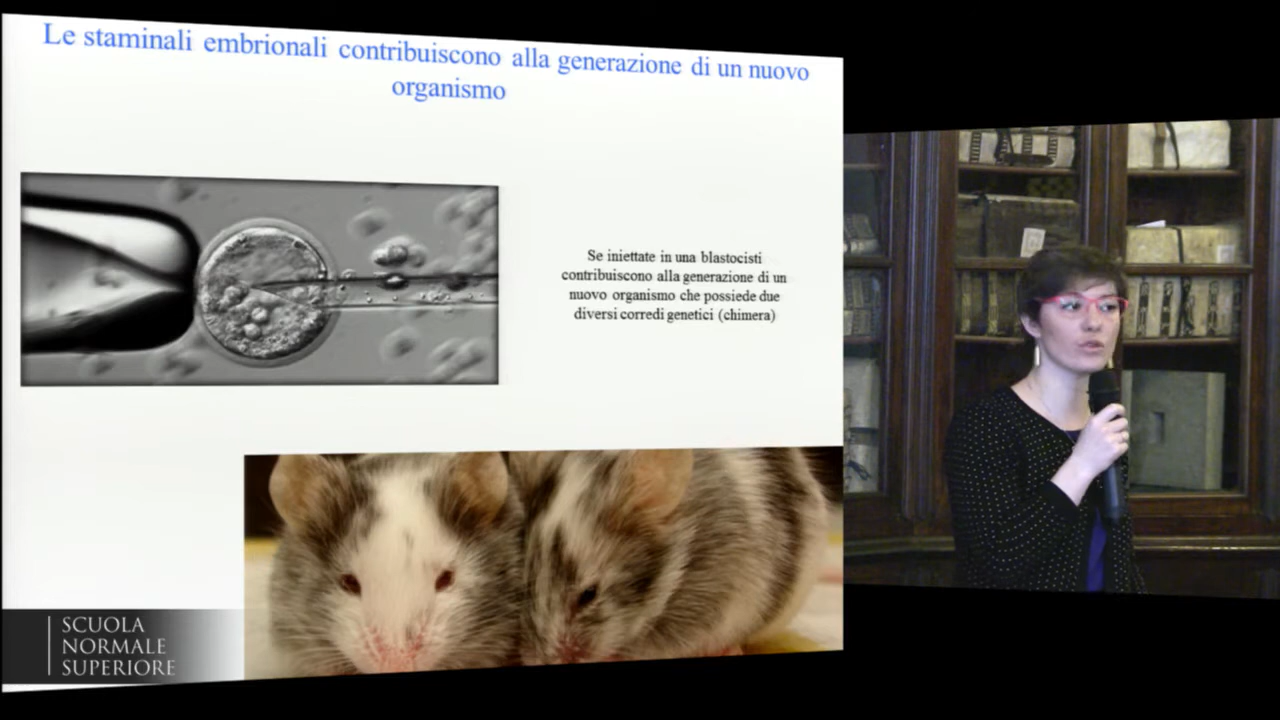 Le staminali embrionali contribuiscono alla generazione di un nuovo
organismo
Se iniettate in una blastocisti
contribuiscono alla generazione di un
nuovo organismo che possiede due
diversi corredi genetici (chimera)
SCUOLA
NORMALE
SUPERIORE